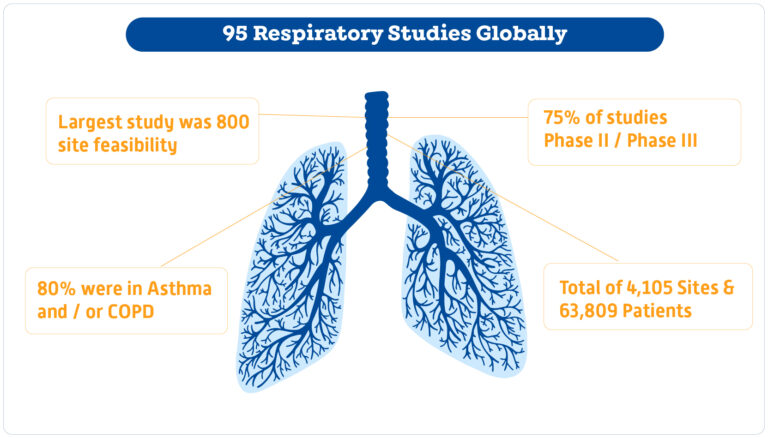 95 Respiratory Studies Globally
Largest study was 800
site feasibility
75% of studies
Phase II / Phase III
80% were in Asthma
and / or COPD
Total of 4,105 Sites &
63,809 Patients